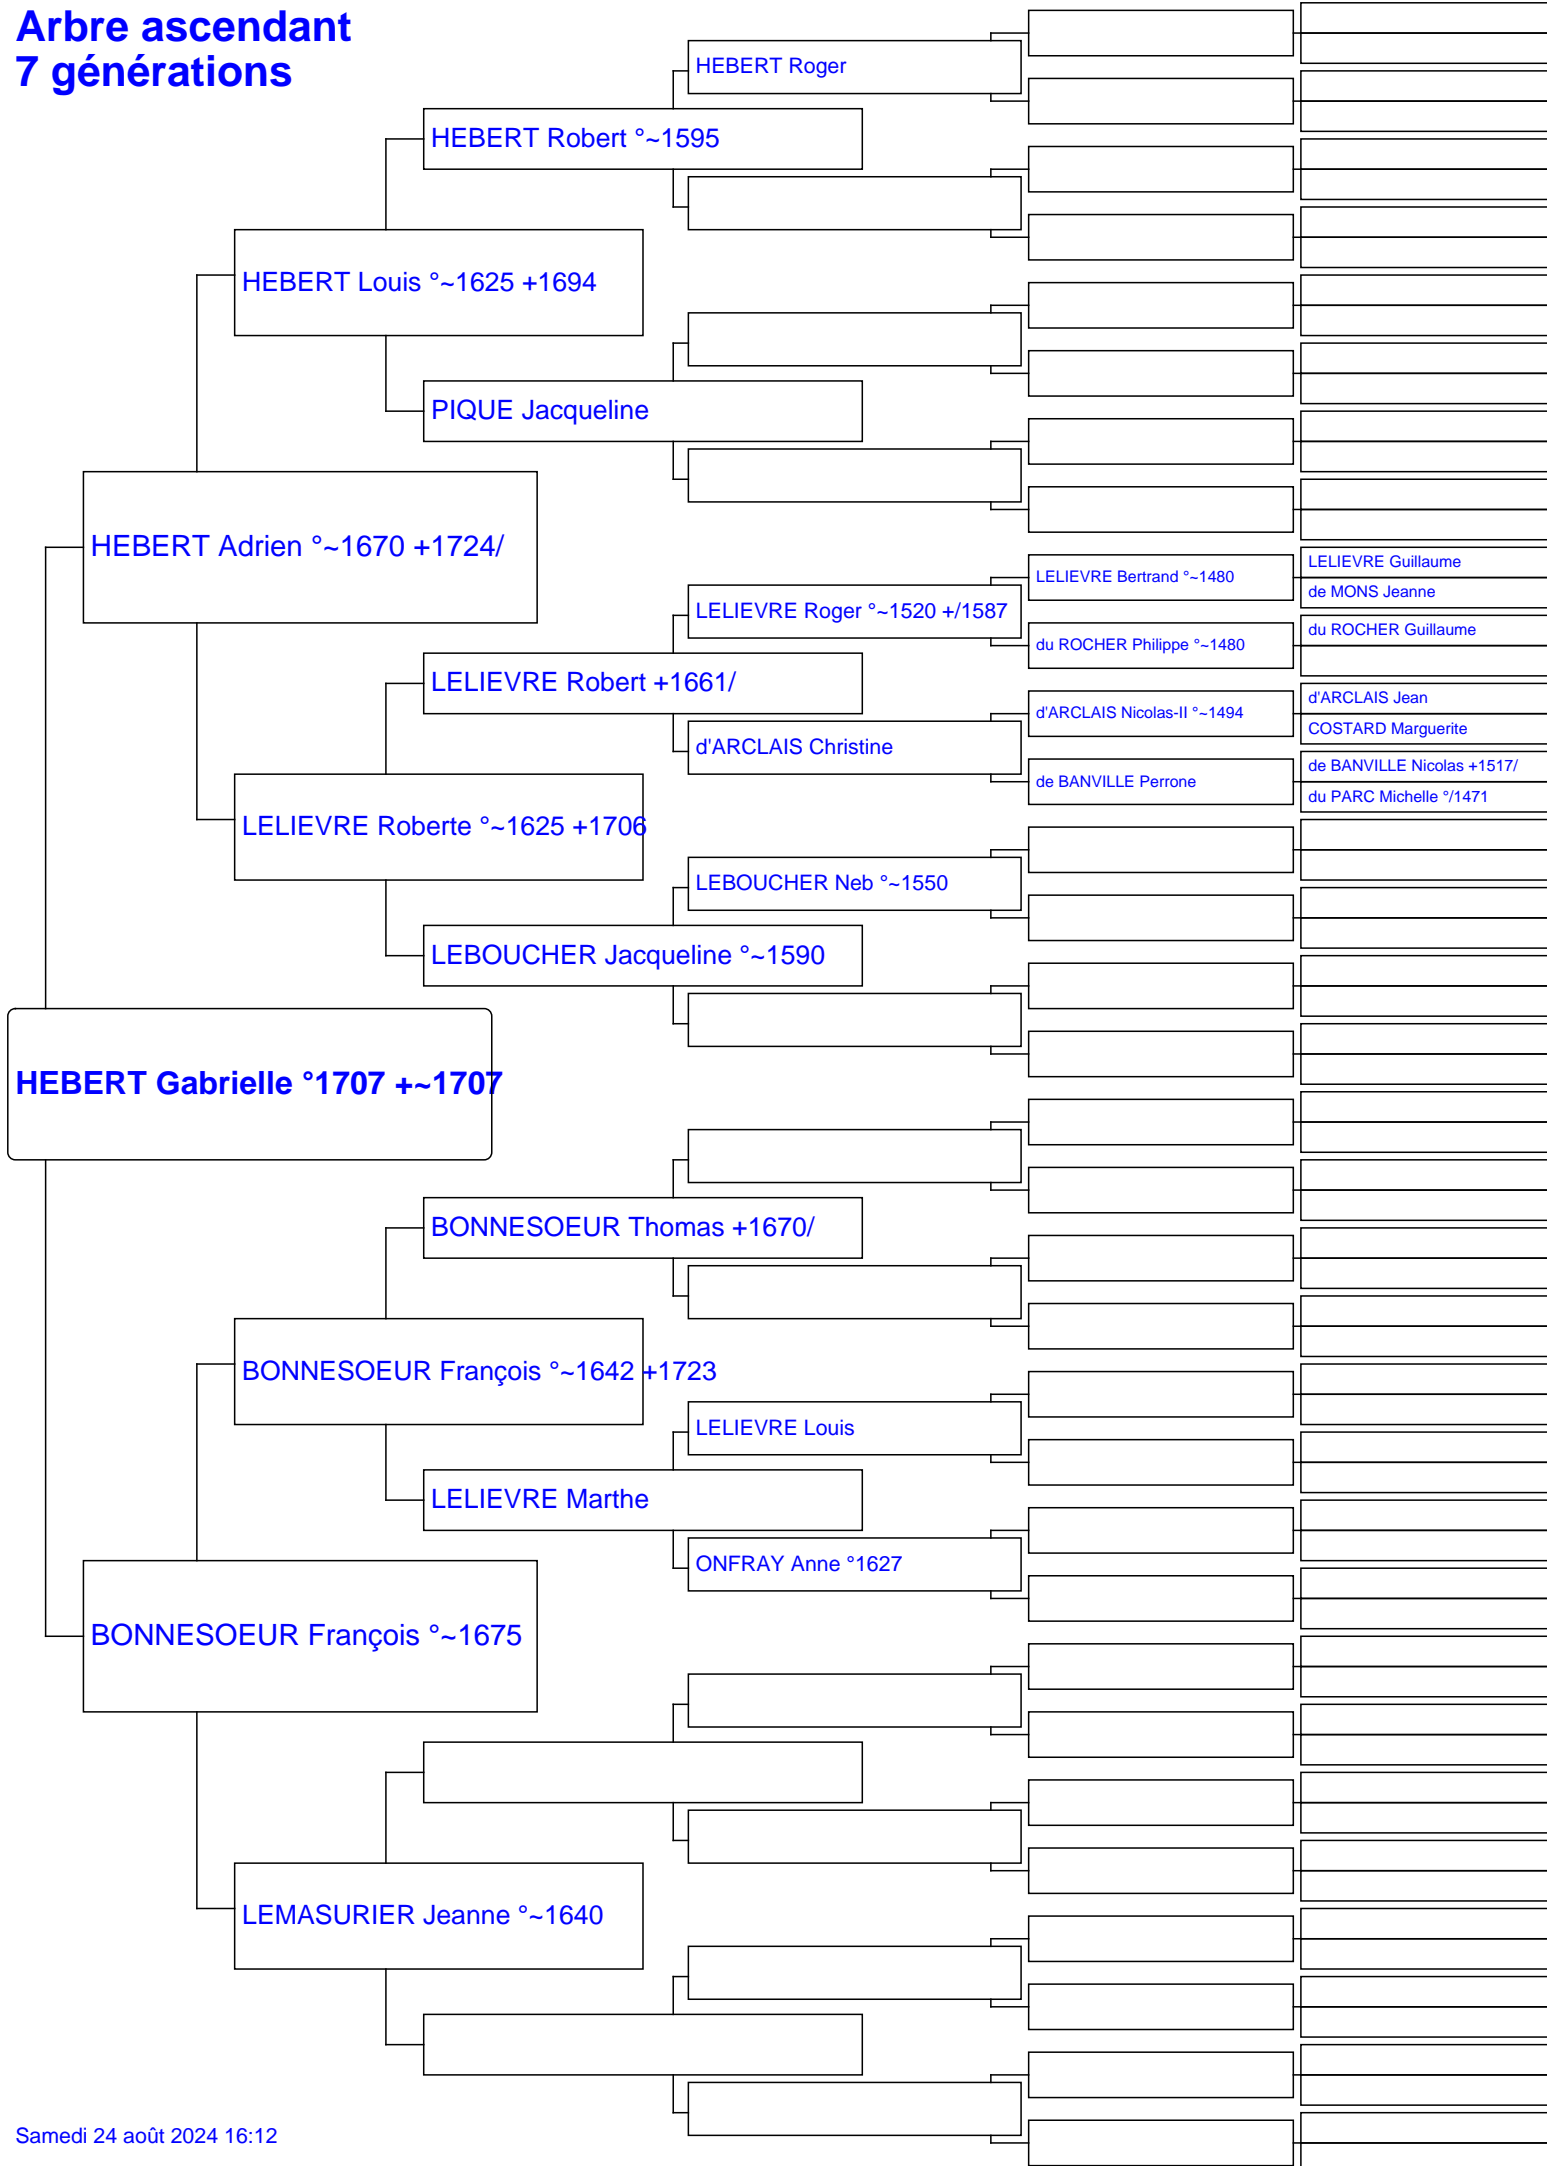 Arbre ascendant
7 générations
HEBERT Roger
HEBERT Robert °~1595
HEBERT Louis °~1625 +1694
PIQUE Jacqueline
HEBERT Adrien °~1670 +1724/
LELIEVRE Guillaume
LELIEVRE Bertrand °~1480
de MONS Jeanne
LELIEVRE Roger °~1520 +/1587
du ROCHER Guillaume
du ROCHER Philippe °~1480
LELIEVRE Robert +1661/
d'ARCLAIS Jean
d'ARCLAIS Nicolas-II °~1494
COSTARD Marguerite
d'ARCLAIS Christine
de BANVILLE Nicolas +1517/
de BANVILLE Perrone
du PARC Michelle °/1471
LELIEVRE Roberte °~1625 +1706
LEBOUCHER Neb °~1550
LEBOUCHER Jacqueline °~1590
HEBERT Gabrielle °1707 +~1707
BONNESOEUR Thomas +1670/
BONNESOEUR François °~1642 +1723
LELIEVRE Louis
LELIEVRE Marthe
ONFRAY Anne °1627
BONNESOEUR François °~1675
LEMASURIER Jeanne °~1640
Samedi 24 août 2024 16:12